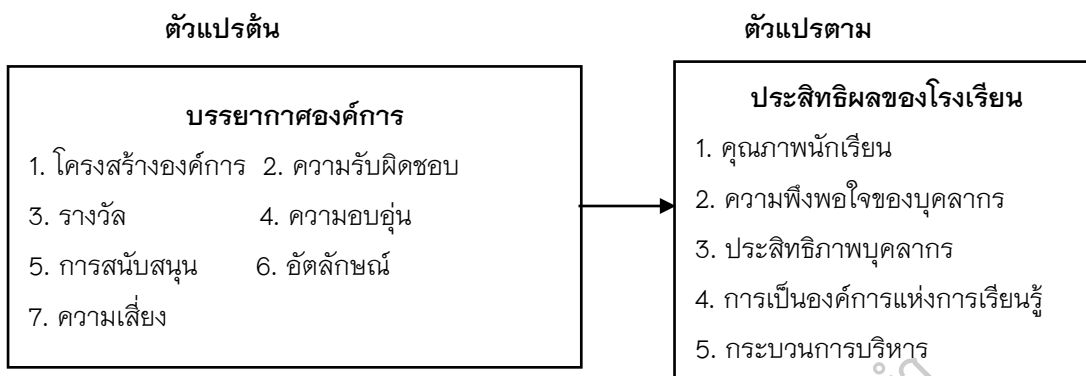 ตัวแปรต้น
ตัวแปรตาม
บรรยากาศองค์การ
1. โครงสร้างองค์การ 2. ความรับผิดชอบ
3. รางวัล 4. ความอบอุ่น
5. การสนับสนุน 6. อัตลักษณ์
7. ความเสี่ยง
ประสิทธิผลของโรงเรียน
1. คุณภาพนักเรียน
2. ความพึงพอใจของบุคลากร
3. ประสิทธิภาพบุคลากร
4. การเป็นองค์การแห่งการเรียนรู้
5. กระบวนการบริหาร